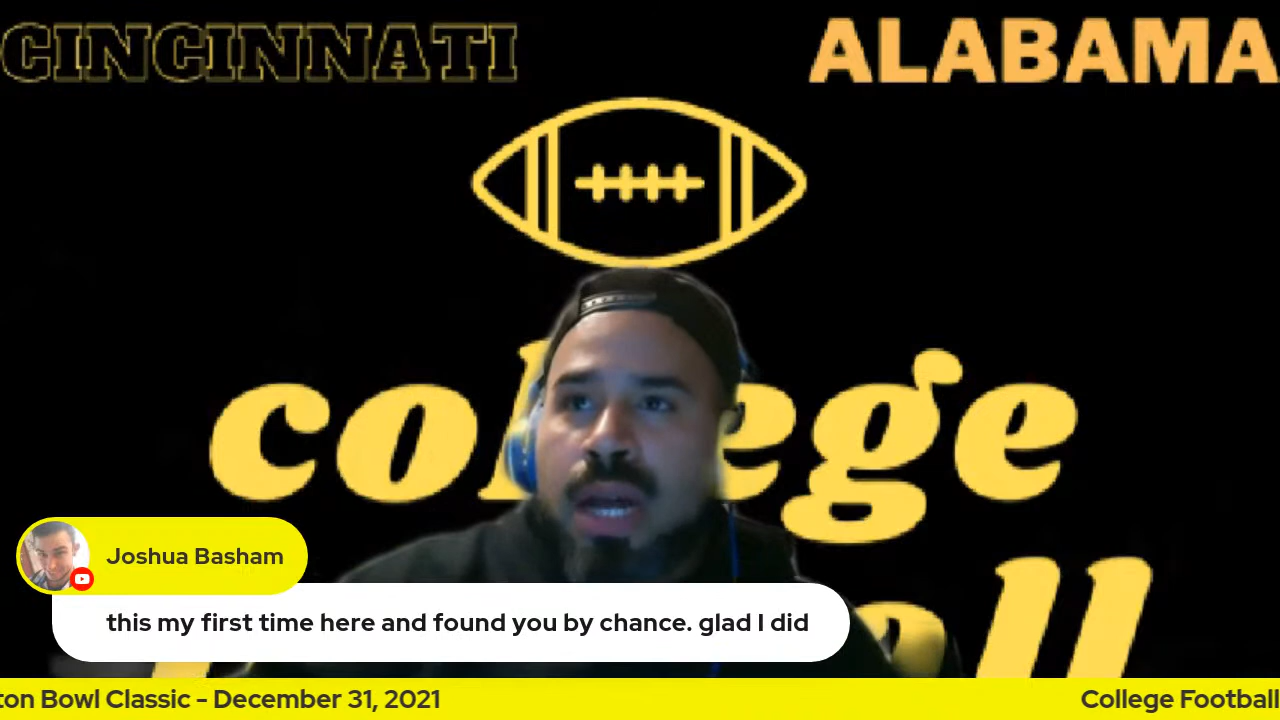 CINCINNATI
ALABAMA
college
Joshua Basham
this my first time here and found you by chance. glad I did
ton Bowl Classic - December 31, 2021
College Football